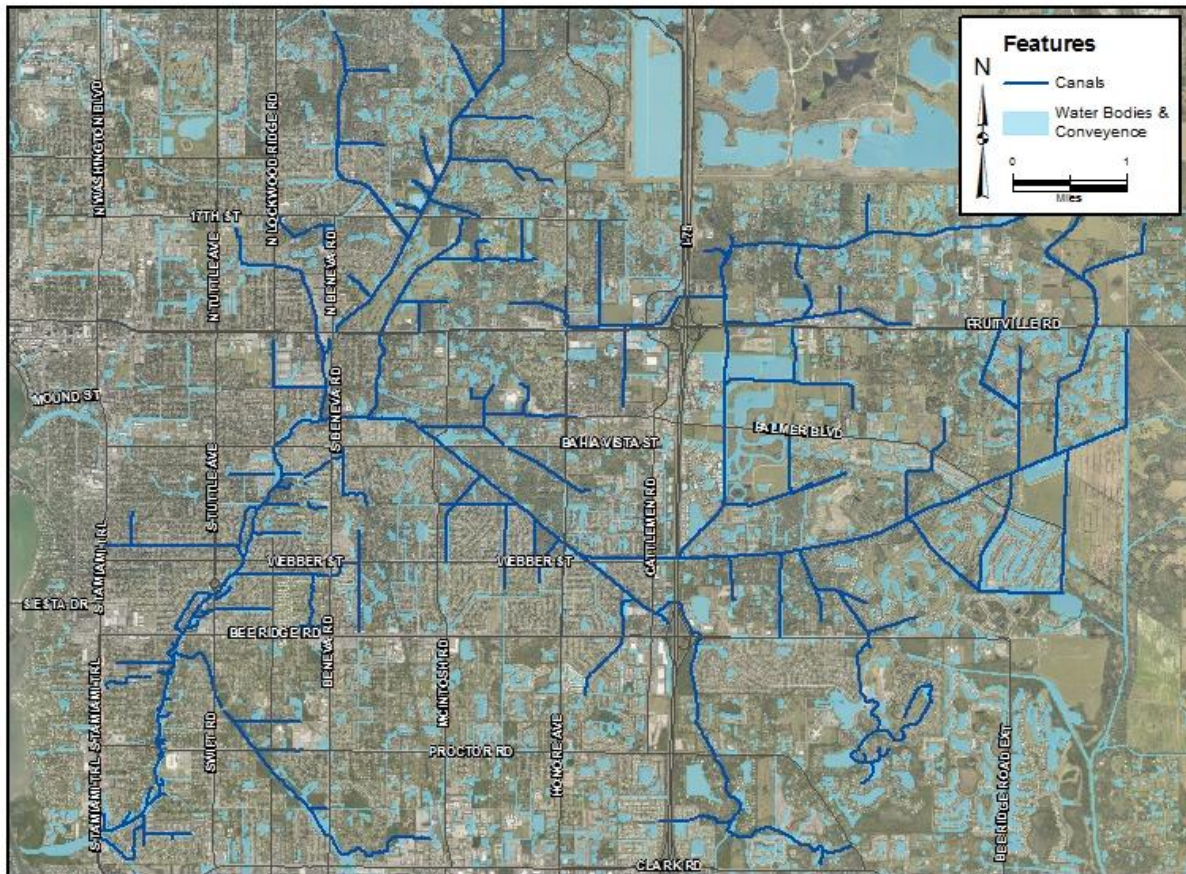 Features
N
Canals
Water Bodies &
Conveyence
0 1
Miles
N WASHINGTON BLVD
N LOCKWOOD RIDGE RD
17TH ST
N TUTTLE AVE
N BENEVA RD
I-75
FRUITVILLE RD
MOUND ST
S BENEVA RD
BAHIA VISTA ST
PALMER BLVD
S TUTTLE AVE
CATTLEMEN RD
S TAMIAMI TRL
WEBBER ST
WEBBER ST
SIESTA DR
BEE RIDGE RD
BENEVA RD
MCINTOSH RD
S TAMIAMI TRL
SWIFT RD
HONORE AVE
PROCTOR RD
BEE RIDGE ROAD EXT
S TAMIAMI TRL
CLARK RD